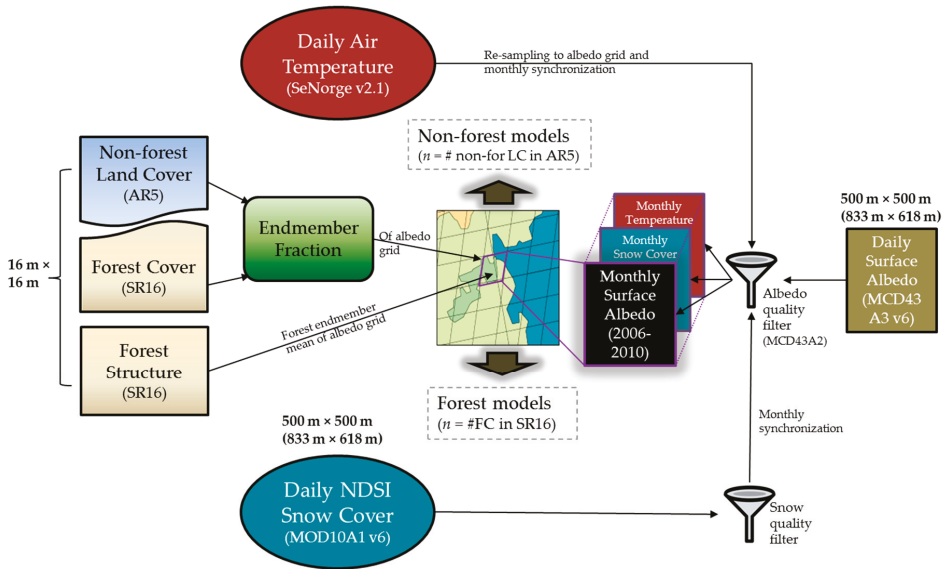 Daily Air
Temperature
(SeNorge v2.1)
Re-sampling to albedo grid and
monthly synchronization
Non-forest models
(n = # non-for LC in AR5)
Non-forest
Land Cover
(AR5)
16 m ×
16 m
Forest Cover
(SR16)
Forest
Structure
(SR16)
Endmember
Fraction
Of albedo
grid
Forest endmember
mean of albedo grid
Monthly
Temperature
Monthly
Snow Cover
Monthly
Surface
Albedo
(2006-
2010)
500 m × 500 m
(833 m × 618 m)
Daily
Surface
Albedo
(MCD43
A3 v6)
Albedo
quality
filter
(MCD43A2)
Forest models
(n = #FC in SR16)
Monthly
synchronization
500 m × 500 m
(833 m × 618 m)
Daily NDSI
Snow Cover
(MOD10A1 v6)
Snow
quality
filter